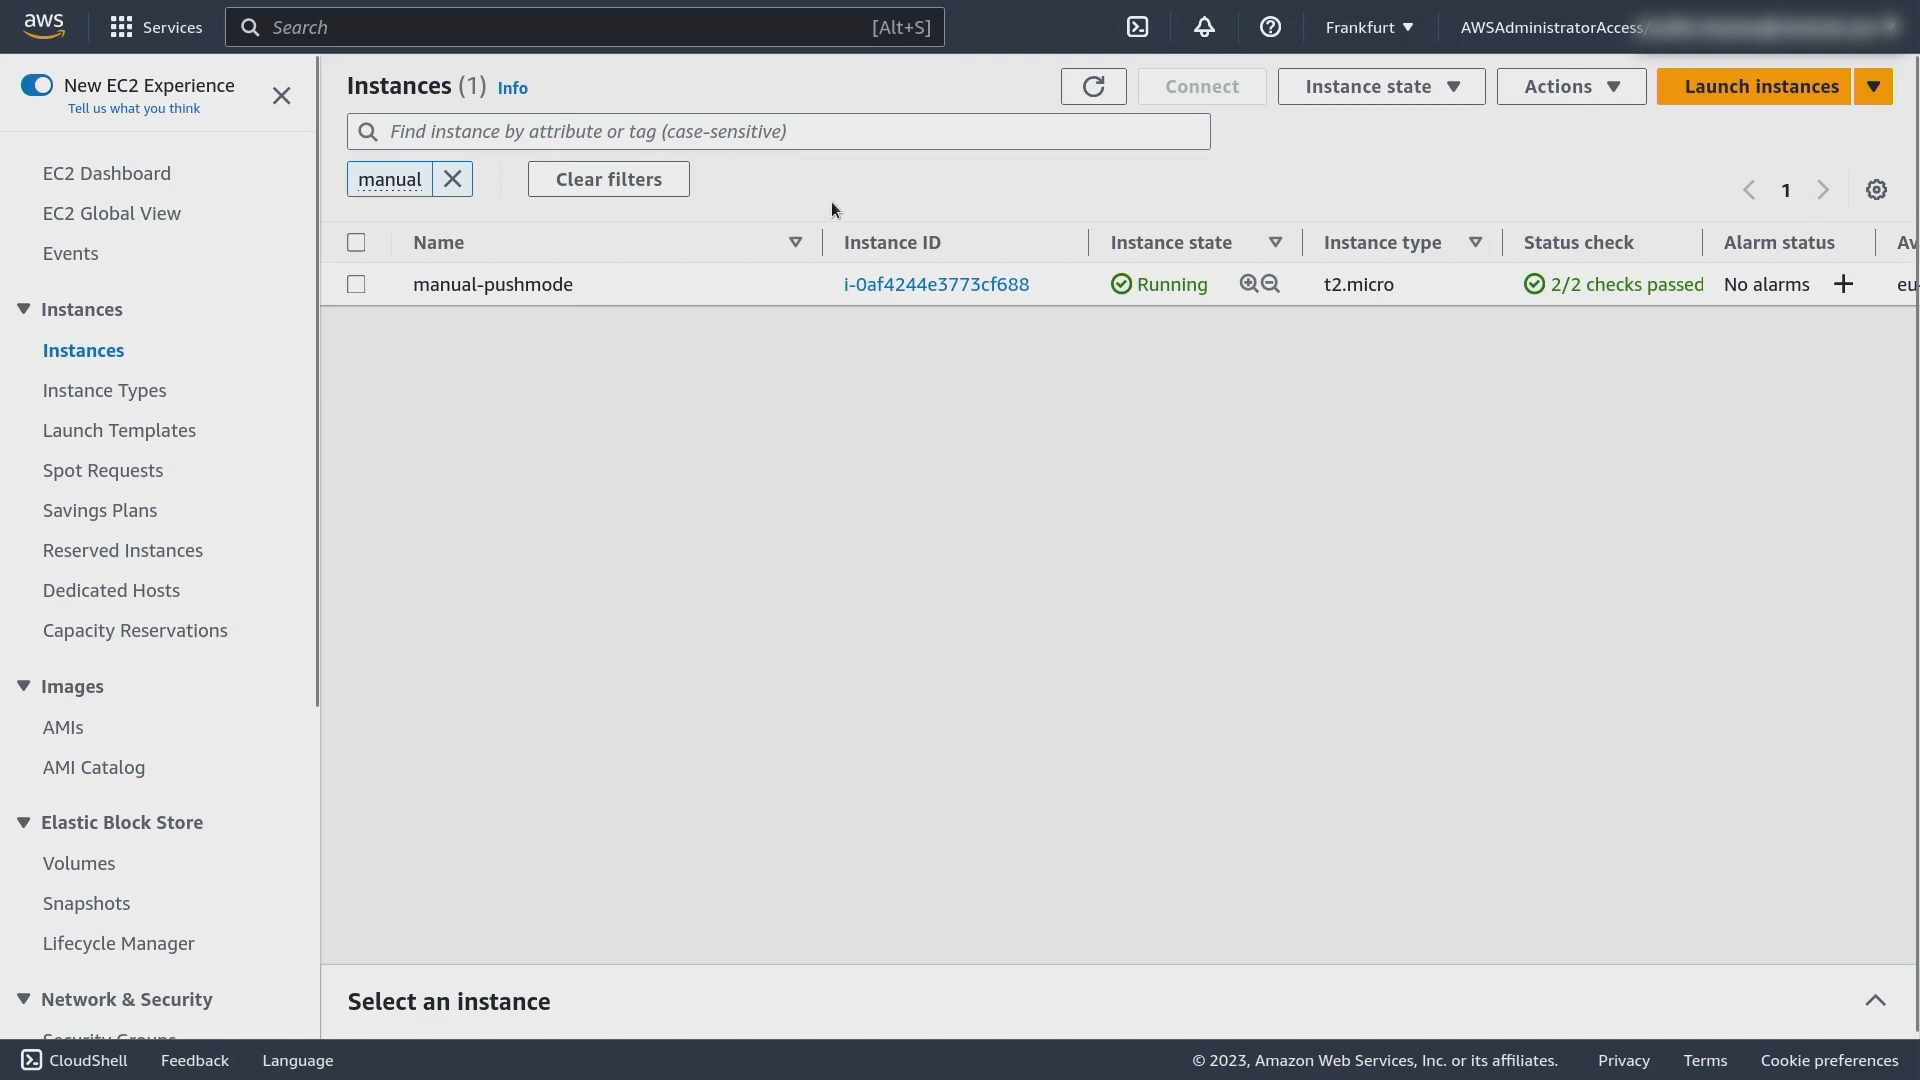 aws
Services
Search
[Alt+S]
Frankfurt
AWSAdministratorAccess/
New EC2 Experience
Tell us what you think
EC2 Dashboard
EC2 Global View
Events
Instances
Instances
Instance Types
Launch Templates
Spot Requests
Savings Plans
Reserved Instances
Dedicated Hosts
Capacity Reservations
Images
AMIs
AMI Catalog
Elastic Block Store
Volumes
Snapshots
Lifecycle Manager
Network & Security
Instances (1) Info
Connect
Instance state
Actions
Launch instances
Find instance by attribute or tag (case-sensitive)
manual
Clear filters
1
Name Instance ID Instance state Instance type Status check Alarm status Av
manual-pushmode i-0af4244e3773cf688 Running t2.micro 2/2 checks passed No alarms + eu-
Select an instance
CloudShell Feedback Language © 2023, Amazon Web Services, Inc. or its affiliates. Privacy Terms Cookie preferences